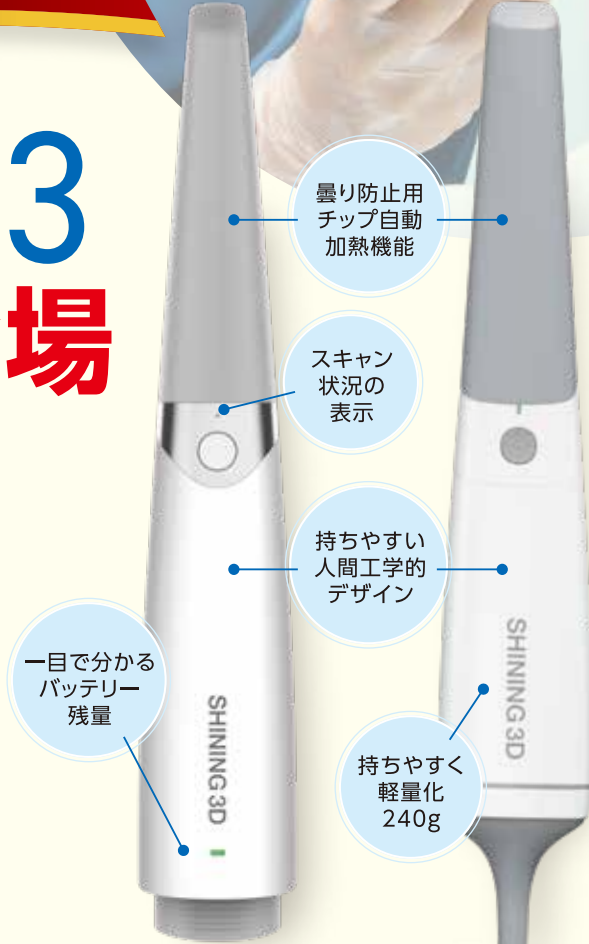 3
場
曇り防止用
チップ自動
加熱機能
スキャン
状況の
表示
持ちやすい
人間工学的
デザイン
一目で分かる
バッテリー
残量
SHINING 3D
SHINING 3D
持ちやすく
軽量化
240g